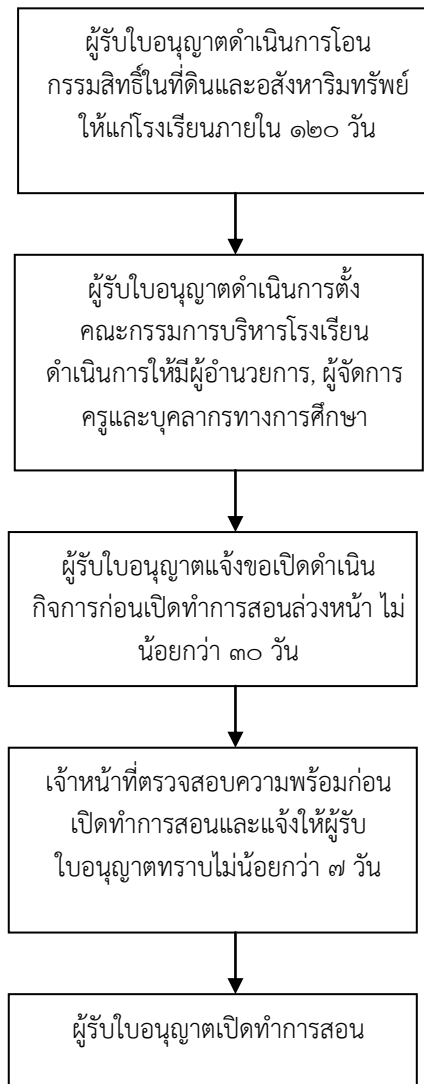 ผู้รับใบอนุญาตดำเนินการโอน
กรรมสิทธิ์ในที่ดินและอสังหาริมทรัพย์
ให้แก่โรงเรียนภายใน ๑๒๐ วัน
ผู้รับใบอนุญาตดำเนินการตั้ง
คณะกรรมการบริหารโรงเรียน
ดำเนินการให้มีผู้อำนวยการ, ผู้จัดการ
ครูและบุคลากรทางการศึกษา
ผู้รับใบอนุญาตแจ้งขอเปิดดำเนิน
กิจการก่อนเปิดทำการสอนล่วงหน้า ไม่
น้อยกว่า ๓๐ วัน
เจ้าหน้าที่ตรวจสอบความพร้อมก่อน
เปิดทำการสอนและแจ้งให้ผู้รับ
ใบอนุญาตทราบไม่น้อยกว่า ๗ วัน
ผู้รับใบอนุญาตเปิดทำการสอน